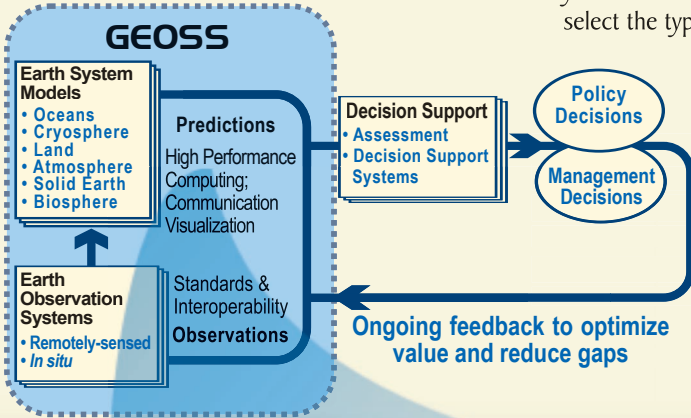 select the typ
GEOSS
Earth System
Models
• Oceans
• Cryosphere
• Land
• Atmosphere
• Solid Earth
• Biosphere
Predictions
High Performance
Computing;
Communication
Visualization
Decision Support
• Assessment
• Decision Support
Systems
Policy
Decisions
Management
Decisions
Earth
Observation
Systems
• Remotely-sensed
• In situ
Standards &
Interoperability
Observations
Ongoing feedback to optimize
value and reduce gaps